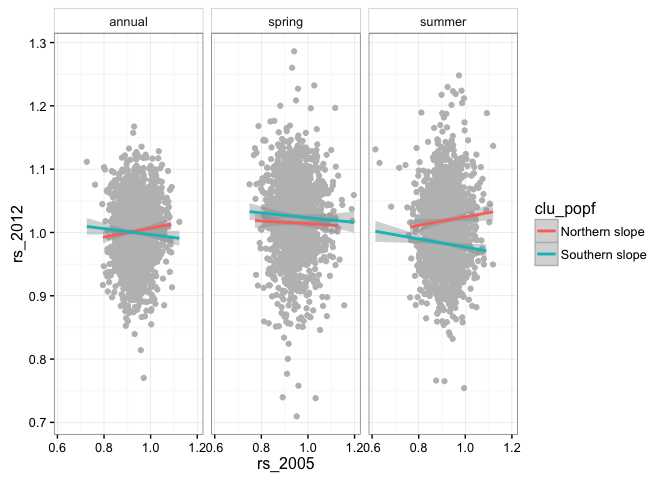 annual spring summer
1.3
1.2
1.1
1.0
0.9
0.8
0.7
rs_2012
0.6 0.8 1.0 1.2 0.6 0.8 1.0 1.2 0.6 0.8 1.0 1.2
rs_2005
clu_popf
Northern slope
Southern slope